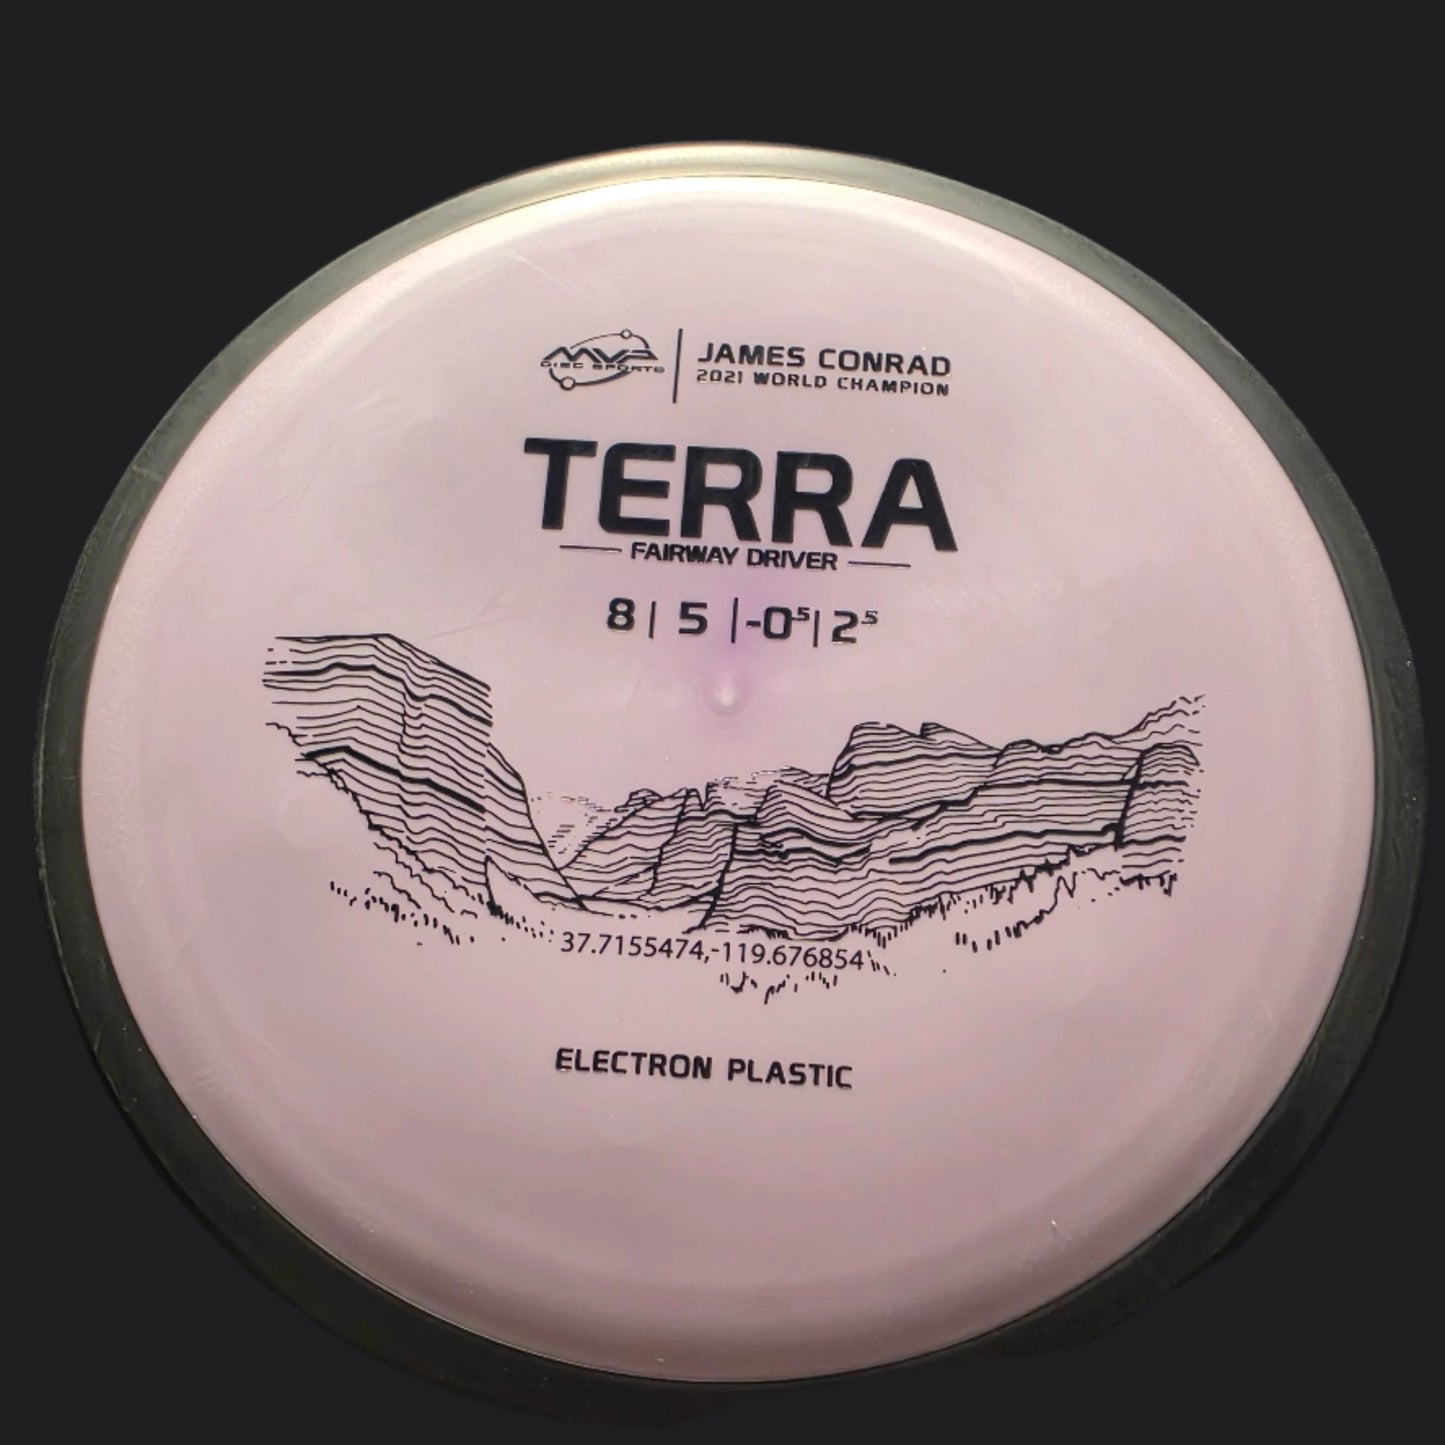 MVP
DISC SPORTS
JAMES CONRAD
2021 WORLD CHAMPION
TERRA
FAIRWAY DRIVER
8 | 5 | -0⁵ | 2⁵
37.7155474,-119.676854
ELECTRON PLASTIC